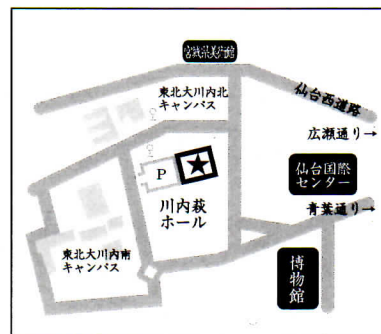 宮城県美術館
東北大川内北
キャンパス
仙台西道路
広瀬通り→
P
仙台国際
センター
川内萩
ホール
青葉通り→
東北大川内南
キャンパス
博物館